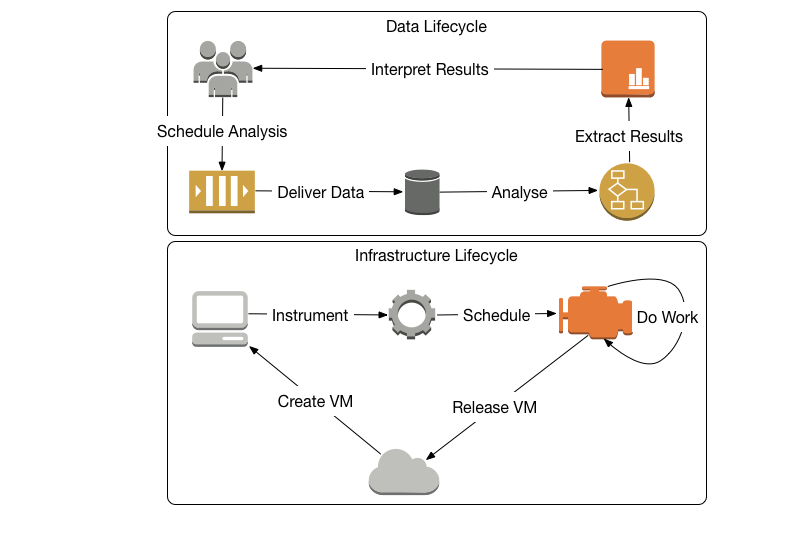 Data Lifecycle
Interpret Results
Schedule Analysis
Extract Results
Deliver Data
Analyse
Infrastructure Lifecycle
Instrument
Schedule
Do Work
Create VM
Release VM